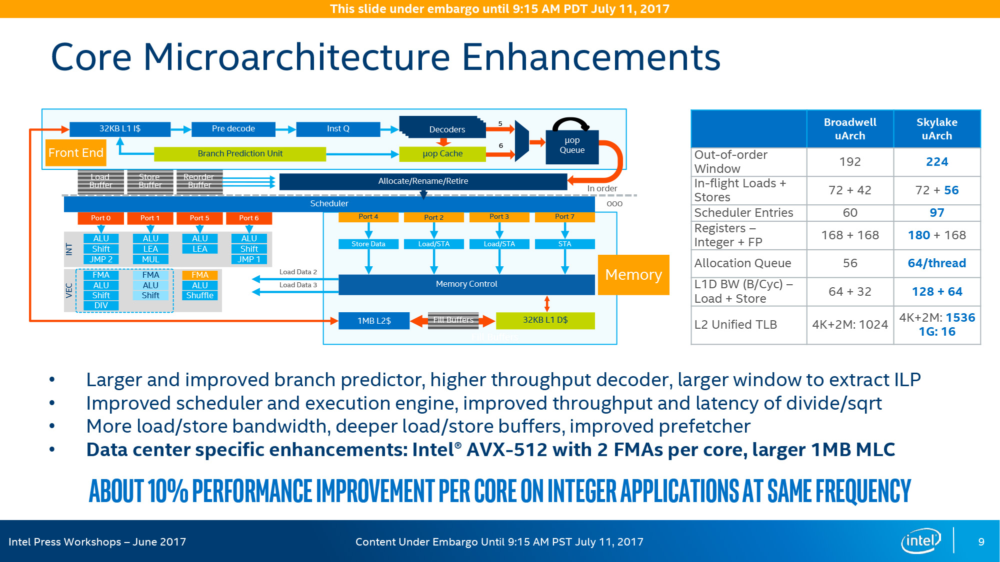 This slide under embargo until 9:15 AM PDT July 11, 2017
Core Microarchitecture Enhancements
32KB L1 I$
Pre decode
Inst Q
Decoders
5
Front End
Branch Prediction Unit
μop Cache
6
μop
Queue
Load
Buffer
Store
Buffer
Reorder
Buffer
Allocate/Rename/Retire
In order
Scheduler
OOO
Port 0
Port 1
Port 5
Port 6
Port 4
Port 2
Port 3
Port 7
INT
ALU
Shift
JMP 2
ALU
LEA
MUL
ALU
LEA
ALU
Shift
JMP 1
Store Data
Load/STA
Load/STA
STA
VEC
FMA
ALU
Shift
DIV
FMA
ALU
Shift
FMA
ALU
Shuffle
Load Data 2
Load Data 3
Memory Control
Memory
1MB L2$
Fill Buffers
32KB L1 D$
Fill Buffers
Broadwell
uArch
Skylake
uArch
Out-of-order
Window
192
224
In-flight Loads +
Stores
72 + 42
72 + 56
Scheduler Entries
60
97
Registers –
Integer + FP
168 + 168
180 + 168
Allocation Queue
56
64/thread
L1D BW (B/Cyc) –
Load + Store
64 + 32
128 + 64
L2 Unified TLB
4K+2M: 1024
4K+2M: 1536
1G: 16
• Larger and improved branch predictor, higher throughput decoder, larger window to extract ILP
• Improved scheduler and execution engine, improved throughput and latency of divide/sqrt
• More load/store bandwidth, deeper load/store buffers, improved prefetcher
• Data center specific enhancements: Intel® AVX-512 with 2 FMAs per core, larger 1MB MLC
ABOUT 10% PERFORMANCE IMPROVEMENT PER CORE ON INTEGER APPLICATIONS AT SAME FREQUENCY
Intel Press Workshops – June 2017
Content Under Embargo Until 9:15 AM PST July 11, 2017
intel
9